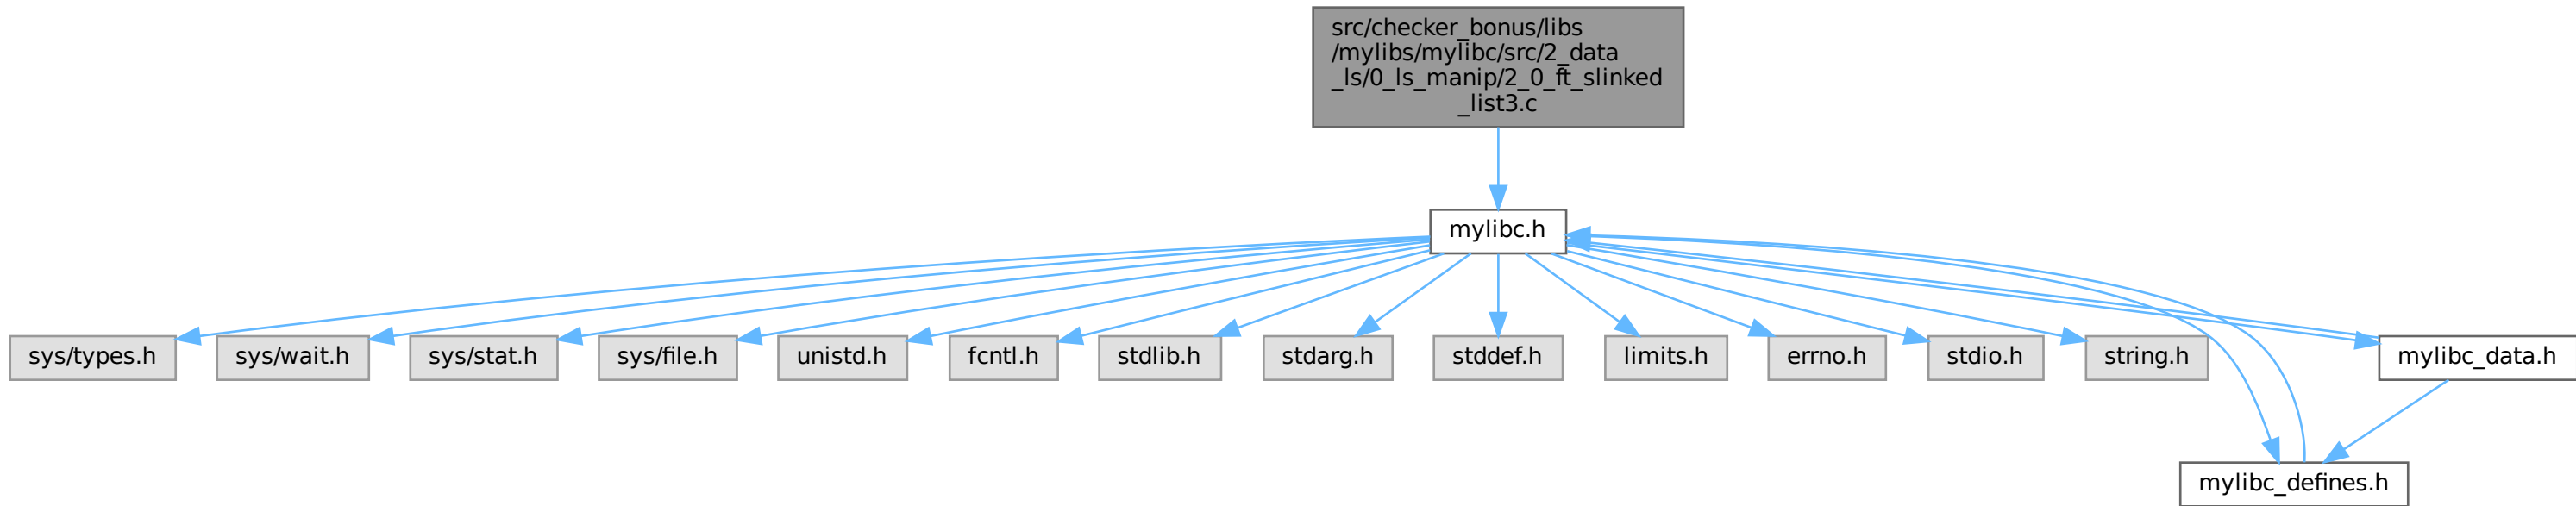 src/checker_bonus/libs
/mylibs/mylibc/src/2_data
_ls/0_ls_manip/2_0_ft_slinked
_list3.c
mylibc.h
sys/types.h
sys/wait.h
sys/stat.h
sys/file.h
unistd.h
fcntl.h
stdlib.h
stdarg.h
stddef.h
limits.h
errno.h
stdio.h
string.h
mylibc_data.h
mylibc_defines.h